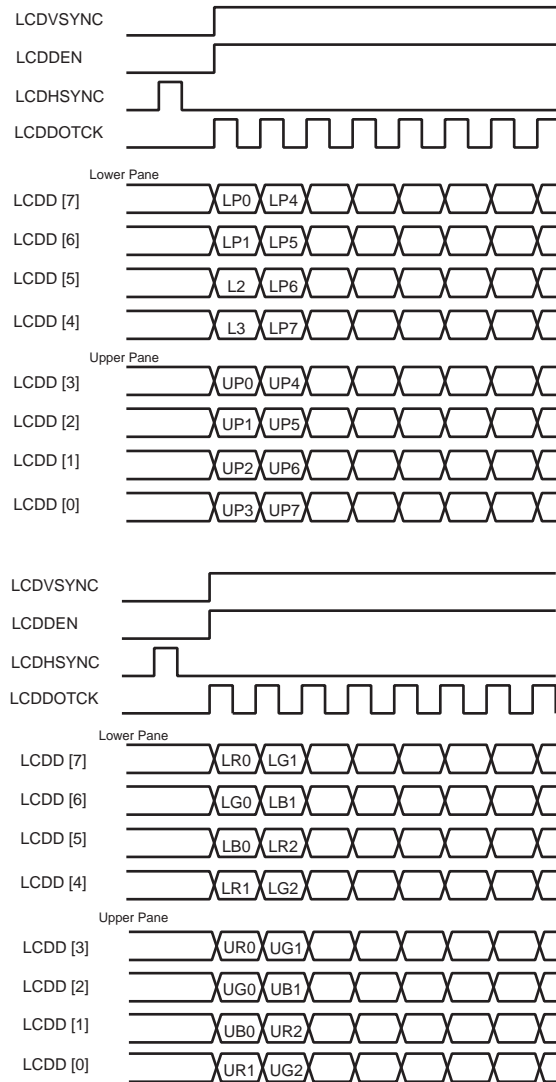 LCDVSYNC
LCDDEN
LCDHSYNC
LCDDOTCK
Lower Pane
LCDD [7] LP0 LP4
LCDD [6] LP1 LP5
LCDD [5] L2 LP6
LCDD [4] L3 LP7
Upper Pane
LCDD [3] UP0 UP4
LCDD [2] UP1 UP5
LCDD [1] UP2 UP6
LCDD [0] UP3 UP7
LCDVSYNC
LCDDEN
LCDHSYNC
LCDDOTCK
Lower Pane
LCDD [7] LR0 LG1
LCDD [6] LG0 LB1
LCDD [5] LB0 LR2
LCDD [4] LR1 LG2
Upper Pane
LCDD [3] UR0 UG1
LCDD [2] UG0 UB1
LCDD [1] UB0 UR2
LCDD [0] UR1 UG2